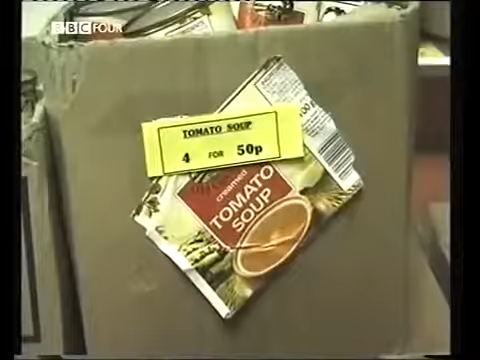 BBC FOUR
TOMATO SOUP
4 FOR 50p
creamed
TOMATO
SOUP